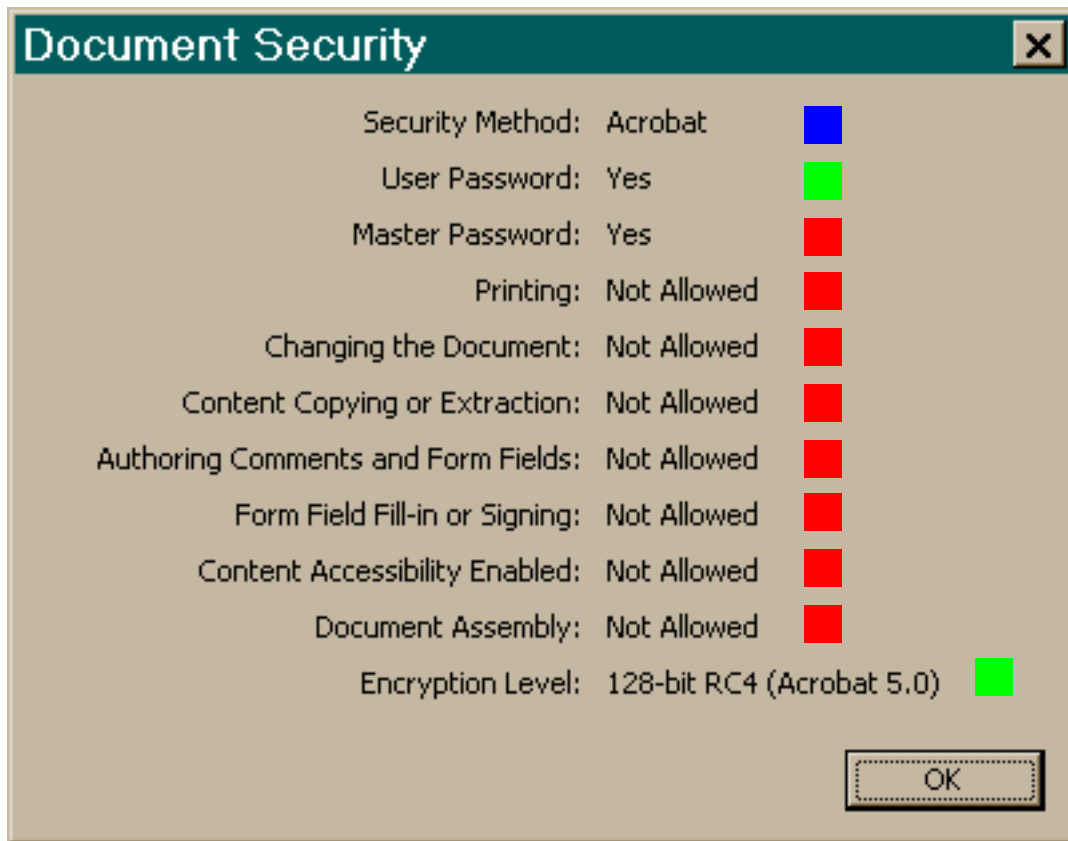 Document Security
Security Method: Acrobat
User Password: Yes
Master Password: Yes
Printing: Not Allowed
Changing the Document: Not Allowed
Content Copying or Extraction: Not Allowed
Authoring Comments and Form Fields: Not Allowed
Form Field Fill-in or Signing: Not Allowed
Content Accessibility Enabled: Not Allowed
Document Assembly: Not Allowed
Encryption Level: 128-bit RC4 (Acrobat 5.0)
OK